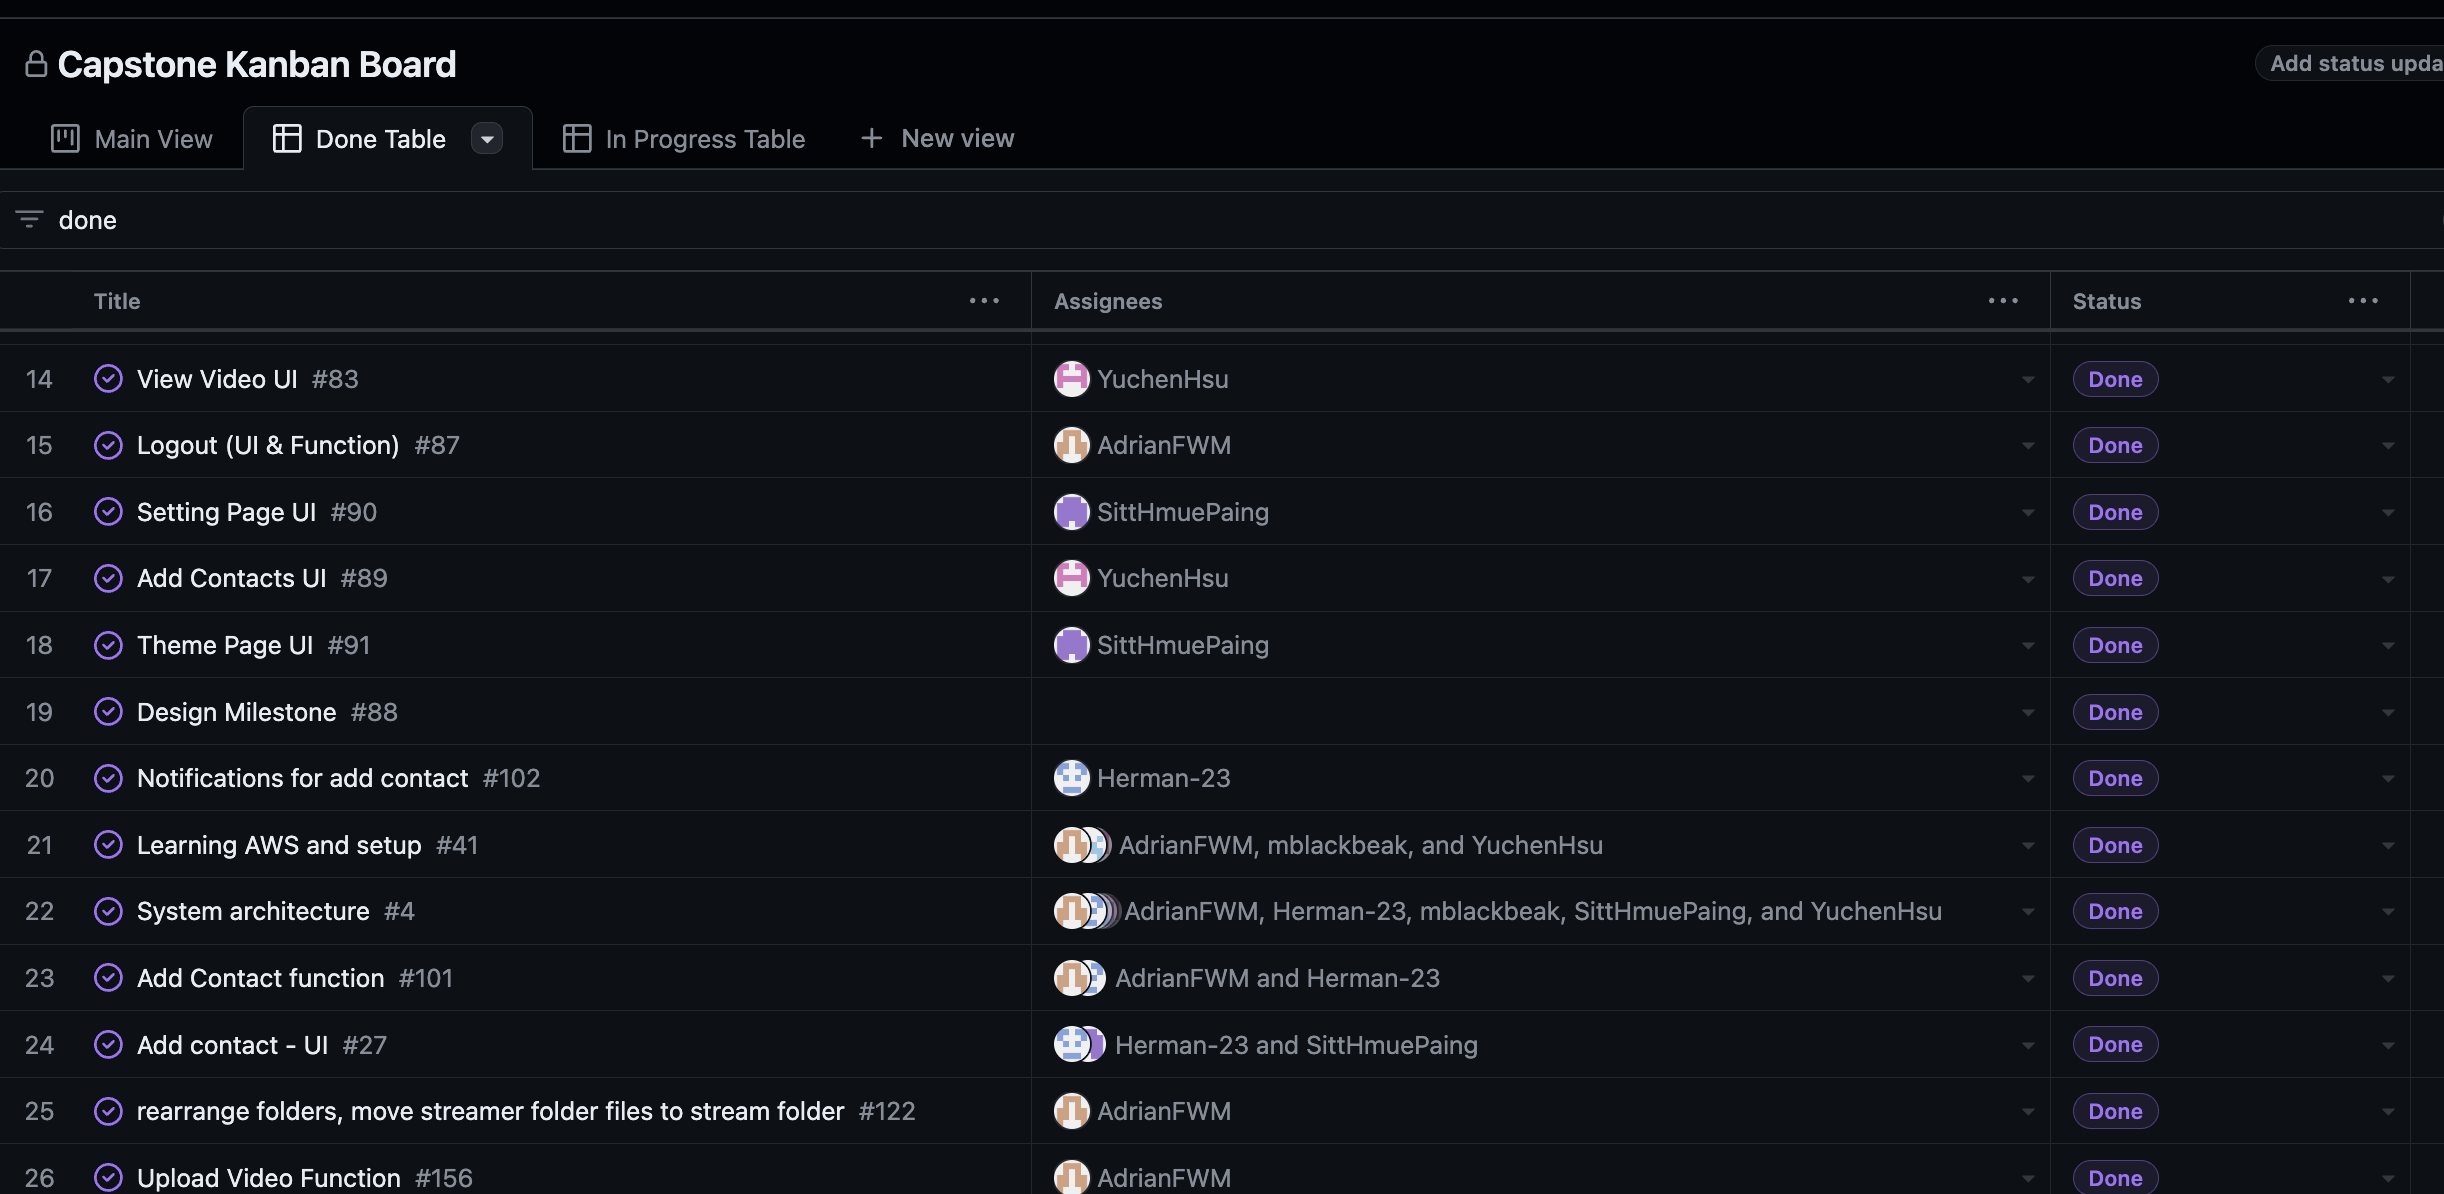 Capstone Kanban Board
Add status upda
Main View
Done Table
In Progress Table
New view
done
Title Assignees Status
14 View Video UI #83 YuchenHsu Done
15 Logout (UI & Function) #87 AdrianFWM Done
16 Setting Page UI #90 SittHmuePaing Done
17 Add Contacts UI #89 YuchenHsu Done
18 Theme Page UI #91 SittHmuePaing Done
19 Design Milestone #88 Done
20 Notifications for add contact #102 Herman-23 Done
21 Learning AWS and setup #41 AdrianFWM, mblackbeak, and YuchenHsu Done
22 System architecture #4 AdrianFWM, Herman-23, mblackbeak, SittHmuePaing, and YuchenHsu Done
23 Add Contact function #101 AdrianFWM and Herman-23 Done
24 Add contact - UI #27 Herman-23 and SittHmuePaing Done
25 rearrange folders, move streamer folder files to stream folder #122 AdrianFWM Done
26 Upload Video Function #156 AdrianFWM Done